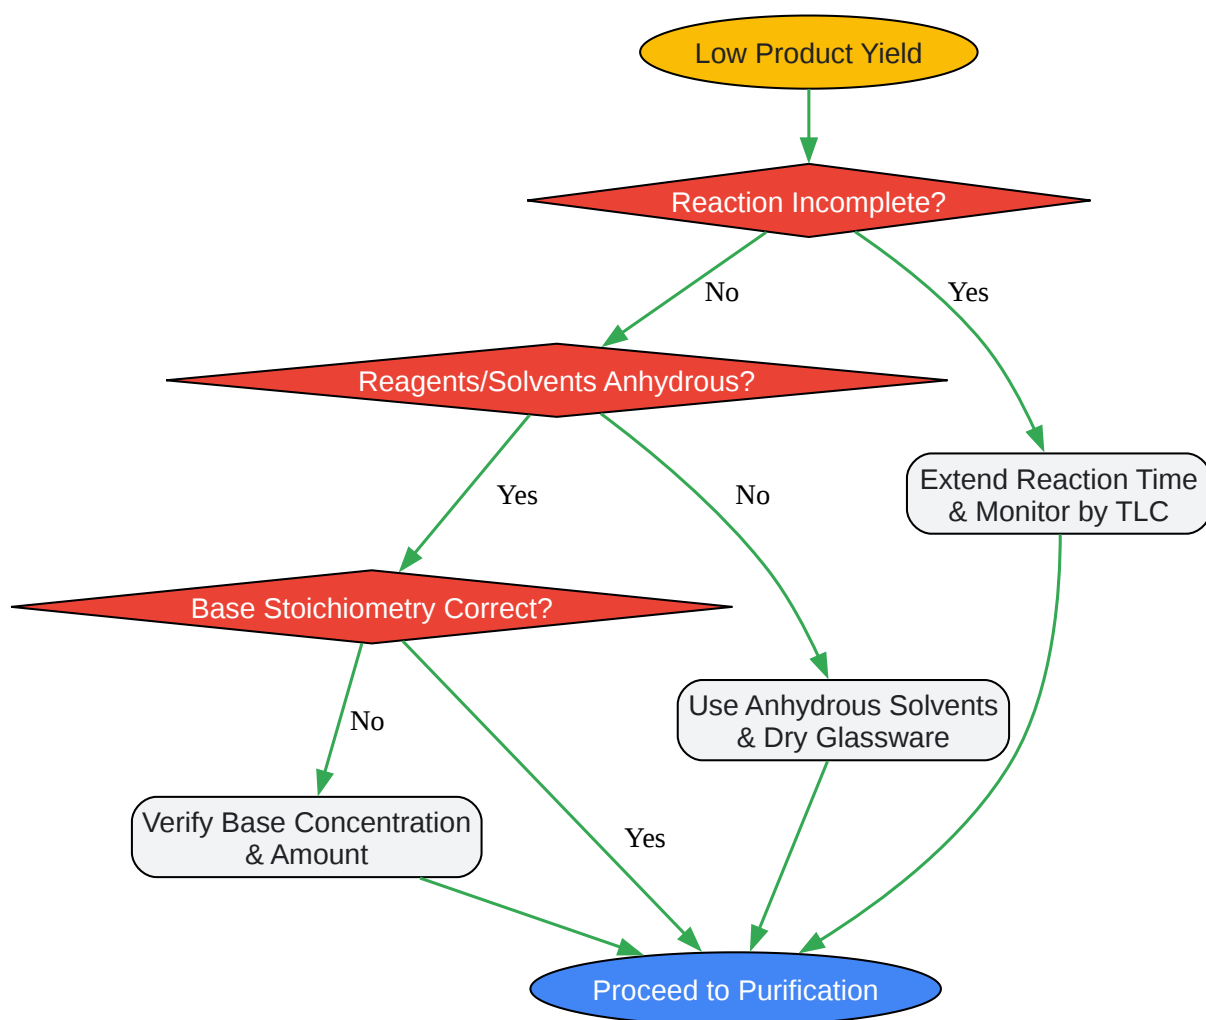 Low Product Yield
Reaction Incomplete?
No
Yes
Reagents/Solvents Anhydrous?
Extend Reaction Time
& Monitor by TLC
Yes
No
Base Stoichiometry Correct?
Use Anhydrous Solvents
& Dry Glassware
No
Verify Base Concentration
& Amount
Yes
Proceed to Purification